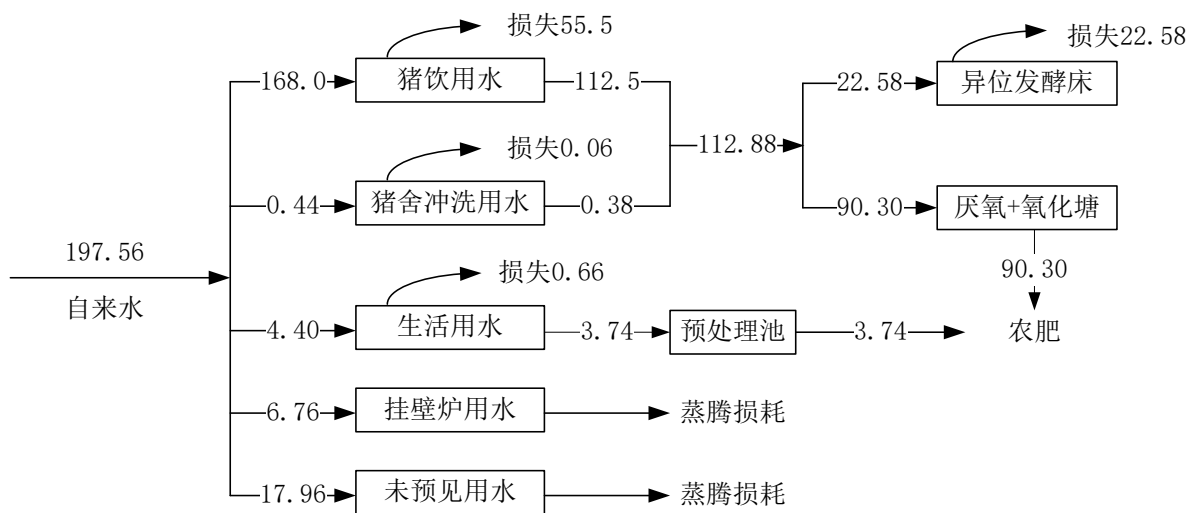 损失55.5
损失22.58
168.0
猪饮用水
112.5
22.58
异位发酵床
损失0.06
112.88
0.44
猪舍冲洗用水
0.38
90.30
厌氧+氧化塘
197.56
自来水
损失0.66
90.30
4.40
生活用水
3.74
预处理池
3.74
农肥
6.76
挂壁炉用水
蒸腾损耗
17.96
未预见用水
蒸腾损耗